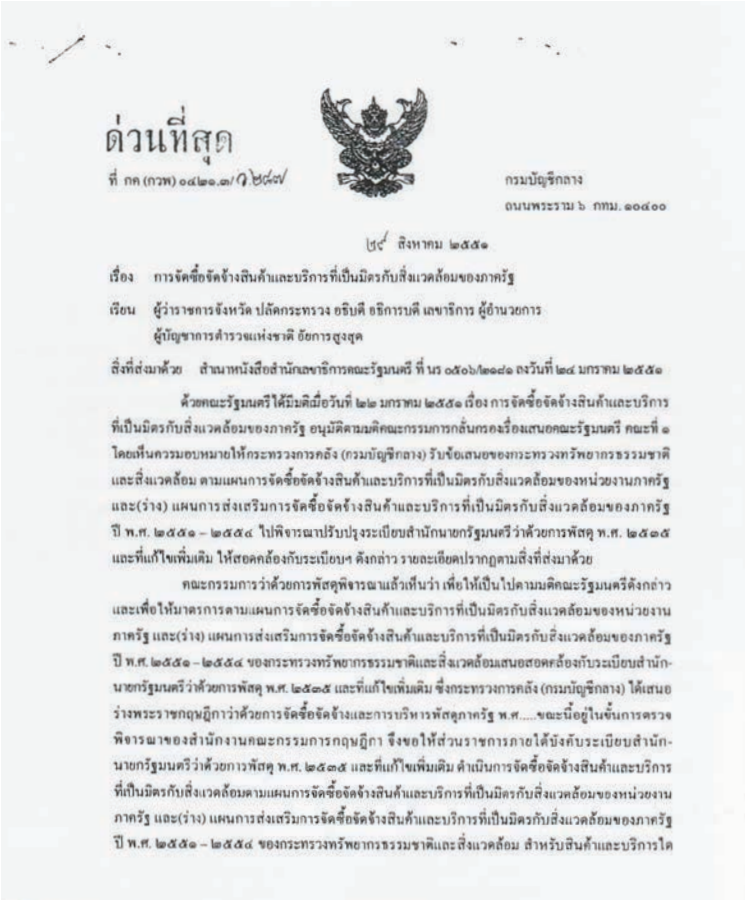 ด่วนที่สุด
ที่ กค (กวพ) ๐๔๒๑.๓/ว๒๘๗
กรมบัญชีกลาง
ถนนพระราม ๖ กทม. ๑๐๔๐๐
๒๙ สิงหาคม ๒๕๕๑
เรื่อง การจัดซื้อจัดจ้างสินค้าและบริการที่เป็นมิตรกับสิ่งแวดล้อมของภาครัฐ
เรียน ผู้ว่าราชการจังหวัด ปลัดกระทรวง อธิบดี อธิการบดี เลขาธิการ ผู้อำนวยการ
ผู้บัญชาการตำรวจแห่งชาติ อัยการสูงสุด
สิ่งที่ส่งมาด้วย สำเนาหนังสือสำนักเลขาธิการคณะรัฐมนตรี ที่ นร ๐๕๐๖/๒๑๘๑ ลงวันที่ ๒๔ มกราคม ๒๕๕๑
ด้วยคณะรัฐมนตรีได้มีมติเมื่อวันที่ ๒๒ มกราคม ๒๕๕๑ เรื่อง การจัดซื้อจัดจ้างสินค้าและบริการ
ที่เป็นมิตรกับสิ่งแวดล้อมของภาครัฐ อนุมัติตามมติคณะกรรมการกลั่นกรองเรื่องเสนอคณะรัฐมนตรี คณะที่ ๑
โดยเห็นควรมอบหมายให้กระทรวงการคลัง (กรมบัญชีกลาง) รับข้อเสนอของกระทรวงทรัพยากรธรรมชาติ
และสิ่งแวดล้อม ตามแผนการจัดซื้อจัดจ้างสินค้าและบริการที่เป็นมิตรกับสิ่งแวดล้อมของหน่วยงานภาครัฐ
และ(ร่าง) แผนการส่งเสริมการจัดซื้อจัดจ้างสินค้าและบริการที่เป็นมิตรกับสิ่งแวดล้อมของภาครัฐ
ปี พ.ศ. ๒๕๕๑ – ๒๕๕๔ ไปพิจารณาปรับปรุงระเบียบสำนักนายกรัฐมนตรีว่าด้วยการพัสดุ พ.ศ. ๒๕๓๕
และที่แก้ไขเพิ่มเติม ให้สอดคล้องกับระเบียบฯ ดังกล่าว รายละเอียดปรากฏตามสิ่งที่ส่งมาด้วย
คณะกรรมการว่าด้วยการพัสดุพิจารณาแล้วเห็นว่า เพื่อให้เป็นไปตามมติคณะรัฐมนตรีดังกล่าว
และเพื่อให้มาตรการตามแผนการจัดซื้อจัดจ้างสินค้าและบริการที่เป็นมิตรกับสิ่งแวดล้อมของหน่วยงาน
ภาครัฐ และ(ร่าง) แผนการส่งเสริมการจัดซื้อจัดจ้างสินค้าและบริการที่เป็นมิตรกับสิ่งแวดล้อมของภาครัฐ
ปี พ.ศ. ๒๕๕๑ –๒๕๕๔ ของกระทรวงทรัพยากรธรรมชาติและสิ่งแวดล้อมเสนอสอดคล้องกับระเบียบสำนัก-
นายกรัฐมนตรีว่าด้วยการพัสดุ พ.ศ. ๒๕๓๕ และที่แก้ไขเพิ่มเติม ซึ่งกระทรวงการคลัง (กรมบัญชีกลาง) ได้เสนอ
ร่างพระราชกฤษฎีกาว่าด้วยการจัดซื้อจัดจ้างและการบริหารพัสดุภาครัฐ พ.ศ.....ขณะนี้อยู่ในขั้นการตรวจ
พิจารณาของสำนักงานคณะกรรมการกฤษฎีกา จึงขอให้ส่วนราชการภายใต้บังคับระเบียบสำนัก-
นายกรัฐมนตรีว่าด้วยการพัสดุ พ.ศ. ๒๕๓๕ และที่แก้ไขเพิ่มเติม ดำเนินการจัดซื้อจัดจ้างสินค้าและบริการ
ที่เป็นมิตรกับสิ่งแวดล้อมตามแผนการจัดซื้อจัดจ้างสินค้าและบริการที่เป็นมิตรกับสิ่งแวดล้อมของหน่วยงาน
ภาครัฐ และ(ร่าง) แผนการส่งเสริมการจัดซื้อจัดจ้างสินค้าและบริการที่เป็นมิตรกับสิ่งแวดล้อมของภาครัฐ
ปี พ.ศ. ๒๕๕๑ – ๒๕๕๔ ของกระทรวงทรัพยากรธรรมชาติและสิ่งแวดล้อม สำหรับสินค้าและบริการใด